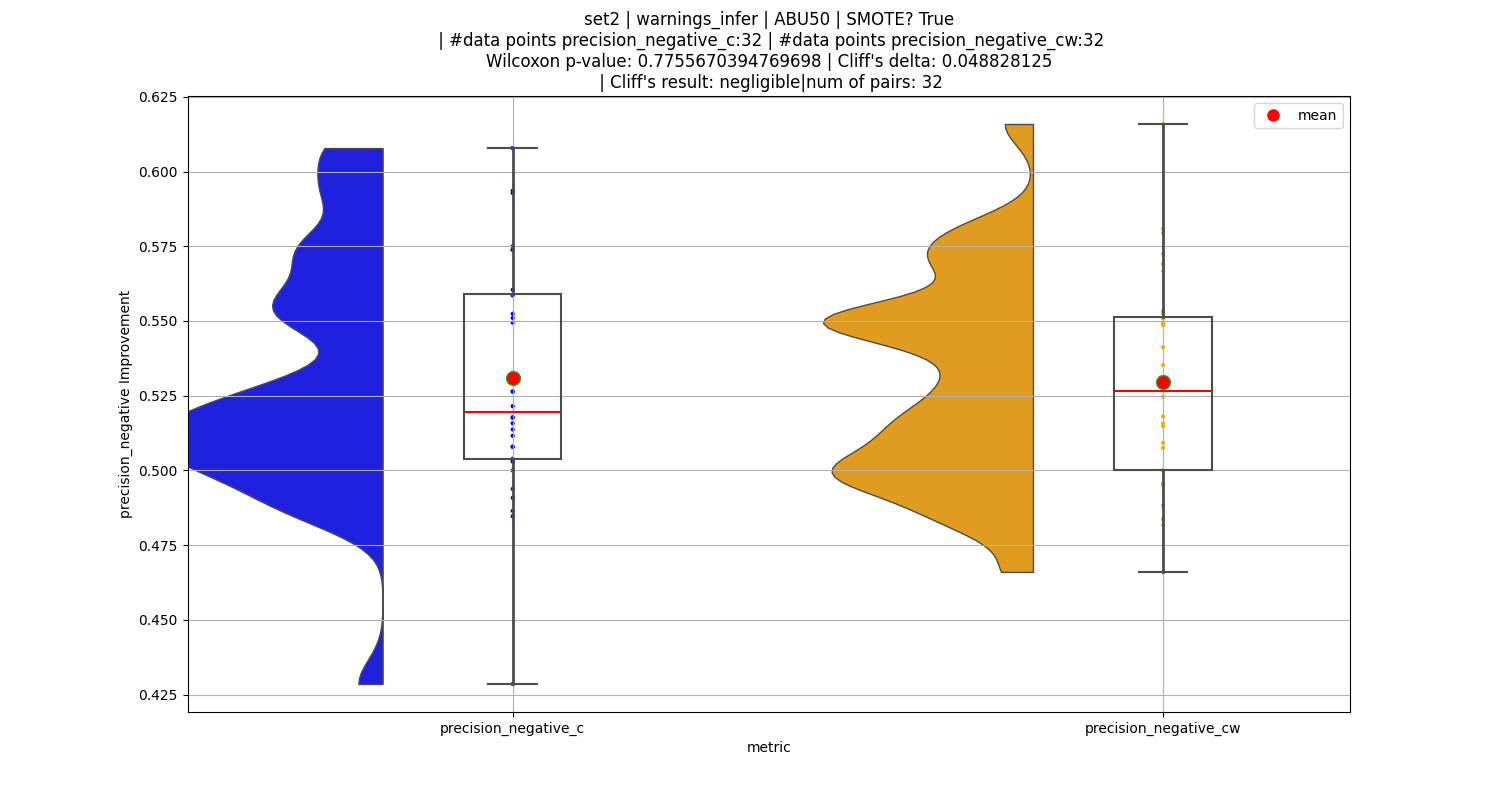 set2 | warnings_infer | ABU50 | SMOTE? True
| #data points precision_negative_c:32 | #data points precision_negative_cw:32
Wilcoxon p-value: 0.7755670394769698 | Cliff's delta: 0.048828125
| Cliff's result: negligible|num of pairs: 32
mean
0.625
0.600
0.575
0.550
0.525
0.500
0.475
0.450
0.425
precision_negative Improvement
precision_negative_c
precision_negative_cw
metric